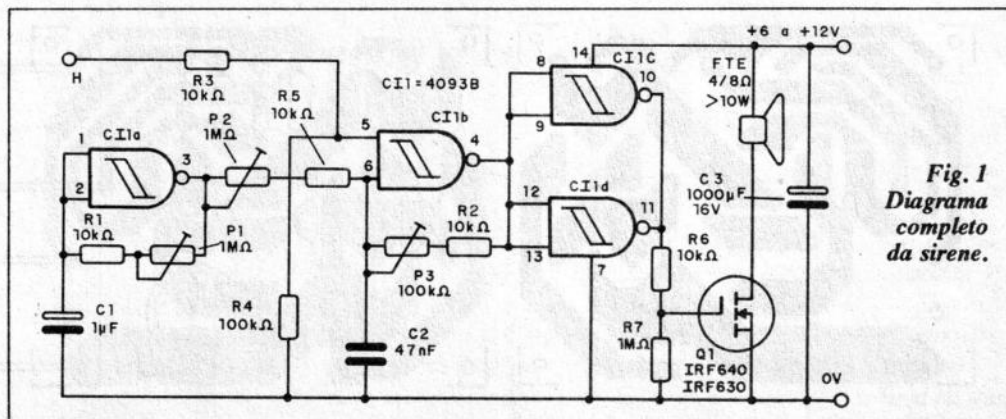 H
R3
10kΩ
CI1 = 4093B
+6 a +12V
FTE
4/8Ω
>10W
14
8
CI1C
10
9
R5
10kΩ
P2
1MΩ
1
CI1a
3
2
5
CI1b
4
6
12
CI1d
11
13
7
R1
10kΩ
P1
1MΩ
R2
10kΩ
P3
100kΩ
C3
1000µF
16V
R6
10kΩ
C1
1µF
R4
100kΩ
C2
47nF
R7
1MΩ
Q1
IRF640
IRF630
0V
Fig. 1
Diagrama
completo
da sirene.